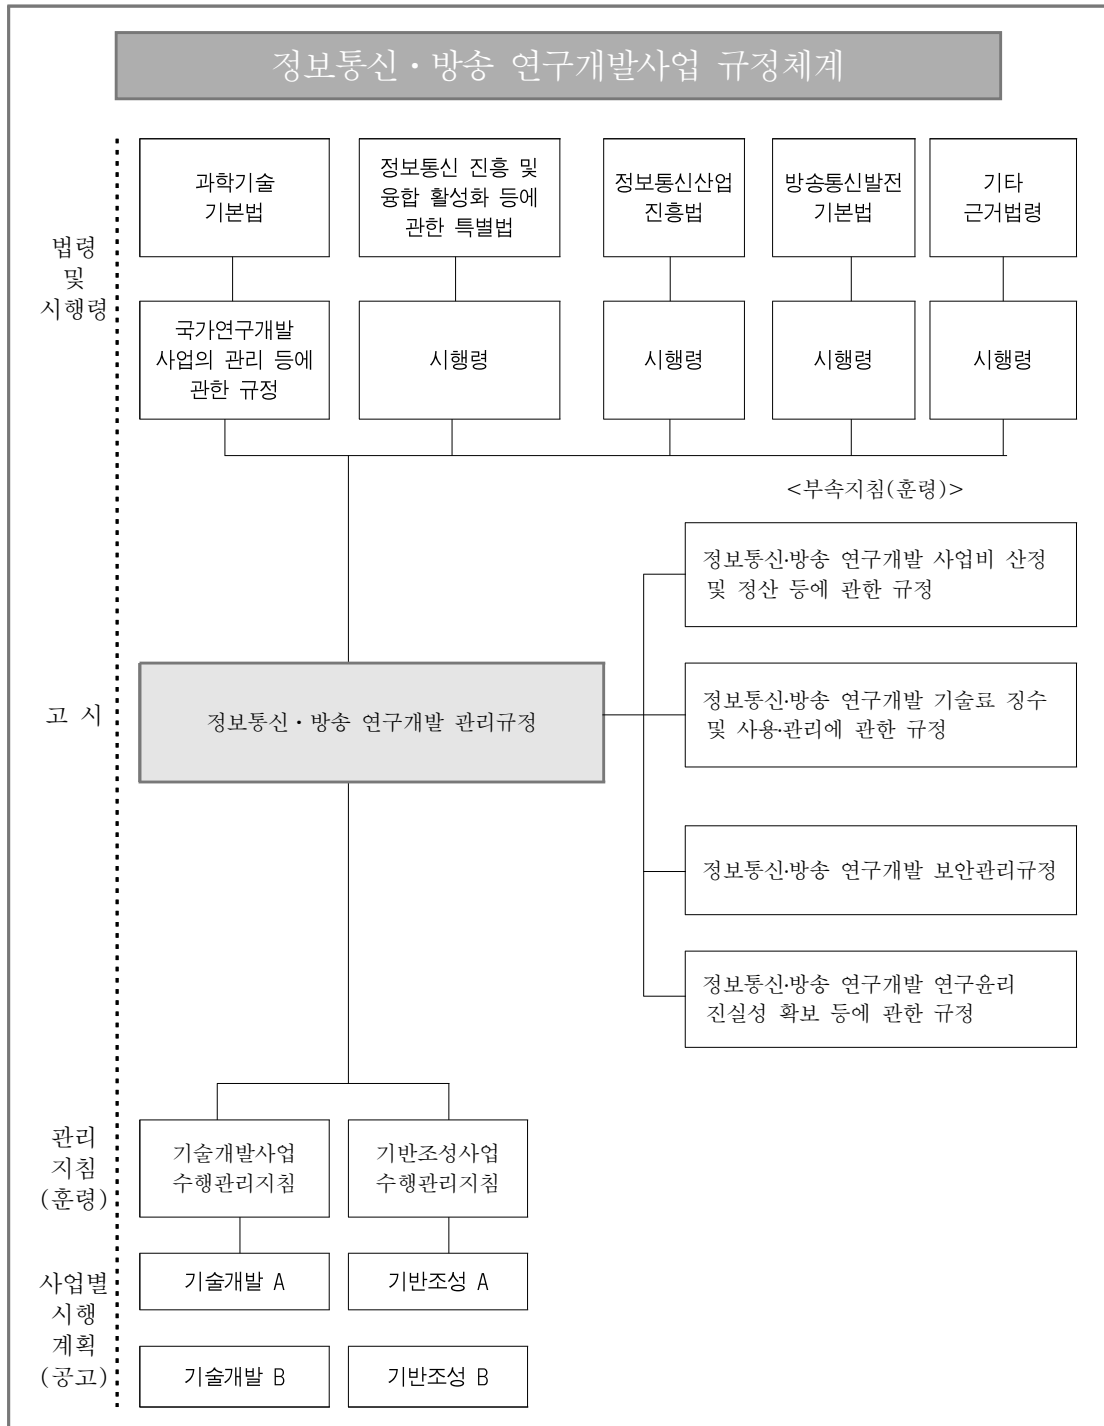 정보통신・방송 연구개발사업 규정체계
법령
및
시행령
과학기술
기본법
정보통신 진흥 및
융합 활성화 등에
관한 특별법
정보통신산업
진흥법
방송통신발전
기본법
기타
근거법령
국가연구개발
사업의 관리 등에
관한 규정
시행령
시행령
시행령
시행령
<부속지침(훈령)>
정보통신·방송 연구개발 사업비 산정
및 정산 등에 관한 규정
고 시
정보통신・방송 연구개발 관리규정
정보통신·방송 연구개발 기술료 징수
및 사용·관리에 관한 규정
정보통신·방송 연구개발 보안관리규정
정보통신·방송 연구개발 연구윤리
진실성 확보 등에 관한 규정
관리
지침
(훈령)
기술개발사업
수행관리지침
기반조성사업
수행관리지침
사업별
시행
계획
(공고)
기술개발 A
기반조성 A
기술개발 B
기반조성 B